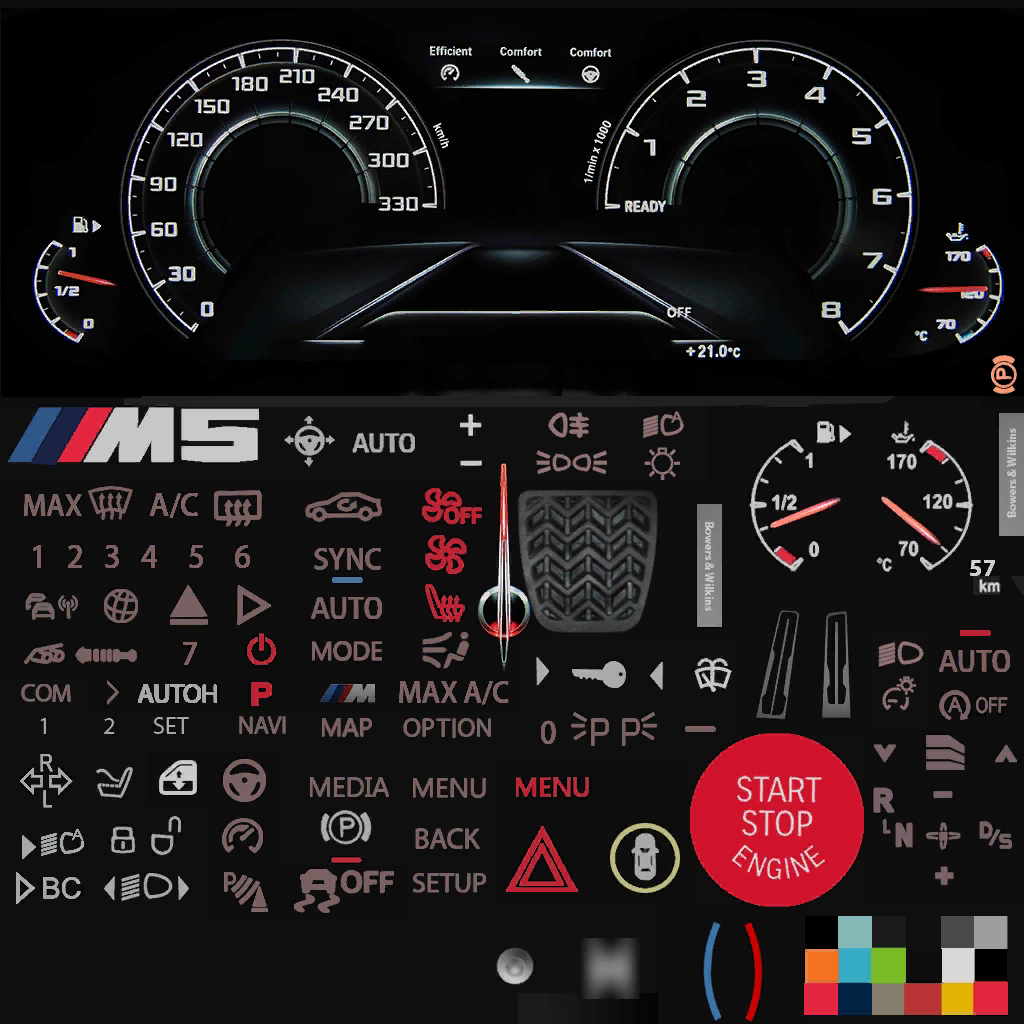 Efficient Comfort Comfort
0 30 60 90 120 150 180 210 240 270 300 330
km/h
1/min x 1000
READY 1 2 3 4 5 6 7 8
1
1/2
0
170
120
70
°C
OFF
+21.0°C
P
M5
AUTO
+
−
1
1/2
0
170
120
70
°C
Bowers & Wilkins
Bowers & Wilkins
57
km
MAX A/C
OFF
1 2 3 4 5 6
SYNC
AUTO
7
MODE
COM > AUTOH P M MAX A/C
1 2 SET NAVI MAP OPTION
0 P P −
AUTO
A OFF
R
L
MEDIA MENU MENU
START
STOP
ENGINE
P
BACK
BC
P
OFF SETUP
R
N
D/S
−
+